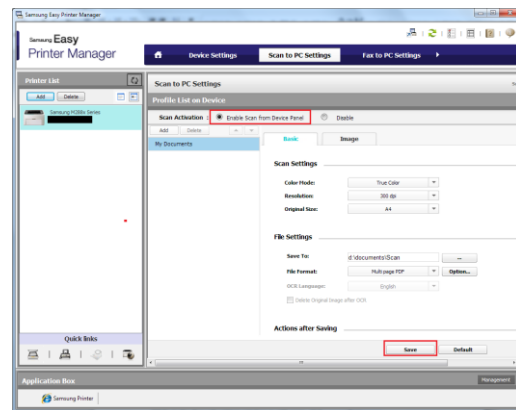 Samsung Easy Printer Manager
Samsung Easy
Printer Manager
Device Settings
Scan to PC Settings
Fax to PC Settings
Printer List
Add
Delete
Scan to PC Settings
Profile List on Device
Scan Activation :
Enable Scan from Device Panel
Disable
Add
Delete
My Documents
Basic
Image
Scan Settings
Color Mode:
True Color
Resolution:
300 dpi
Original Size:
A4
File Settings
Save To:
d:\documents\Scan
...
File Format:
Multi-page PDF
Option...
OCR Language:
English
Delete Original Image after OCR
Actions after Saving
Save
Default
Quick links
Application Box
Management
Samsung Printer